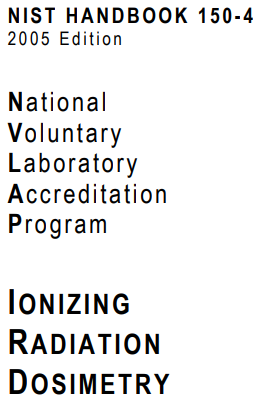 NIST HANDBOOK 150-4
2005 Edition
National
Voluntary
Laboratory
Accreditation
Program
IONIZING
RADIATION
DOSIMETRY